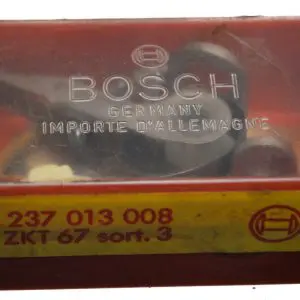 BOSCH
GERMANY
IMPORTE D'ALLEMAGNE
237 013 008
ZKT 67 sort. 3